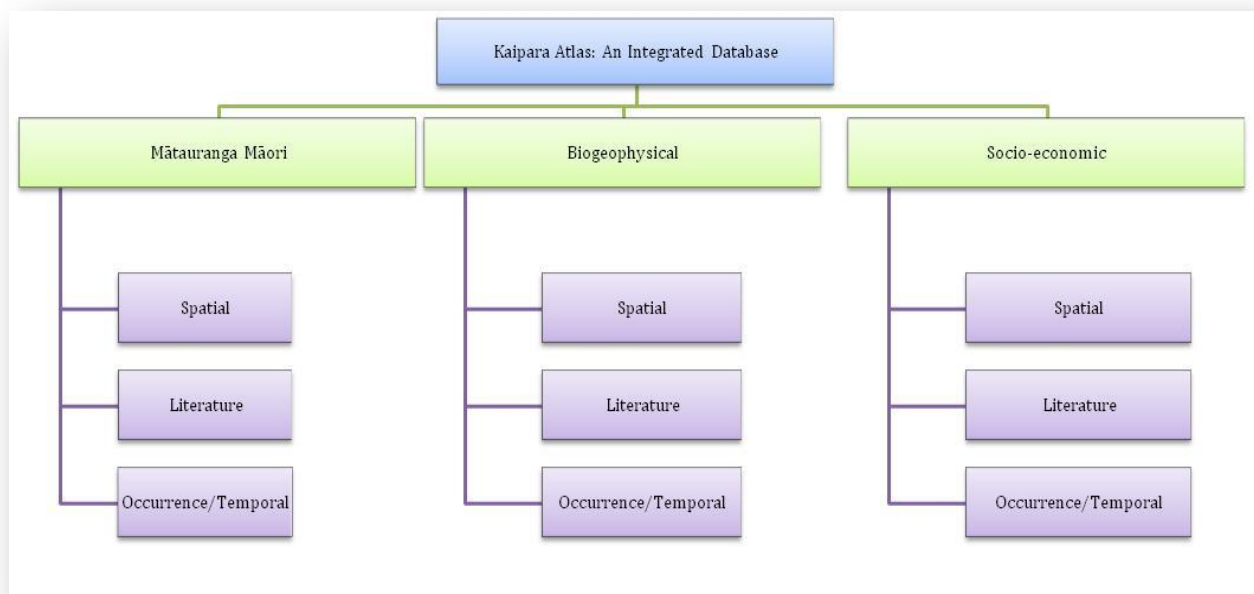 Kaipara Atlas: An Integrated Database
Mātauranga Māori
Biogeophysical
Socio-economic
Spatial
Literature
Occurrence/Temporal
Spatial
Literature
Occurrence/Temporal
Spatial
Literature
Occurrence/Temporal